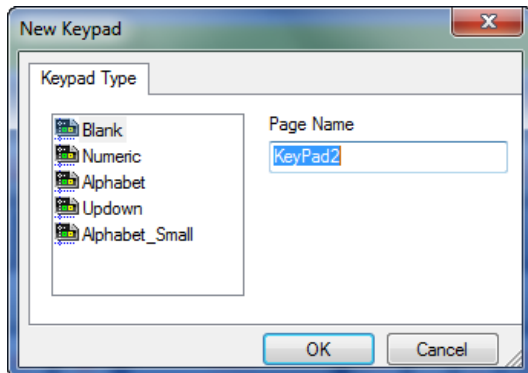 New Keypad
Keypad Type
Blank
Numeric
Alphabet
Updown
Alphabet_Small
Page Name
KeyPad2
OK
Cancel